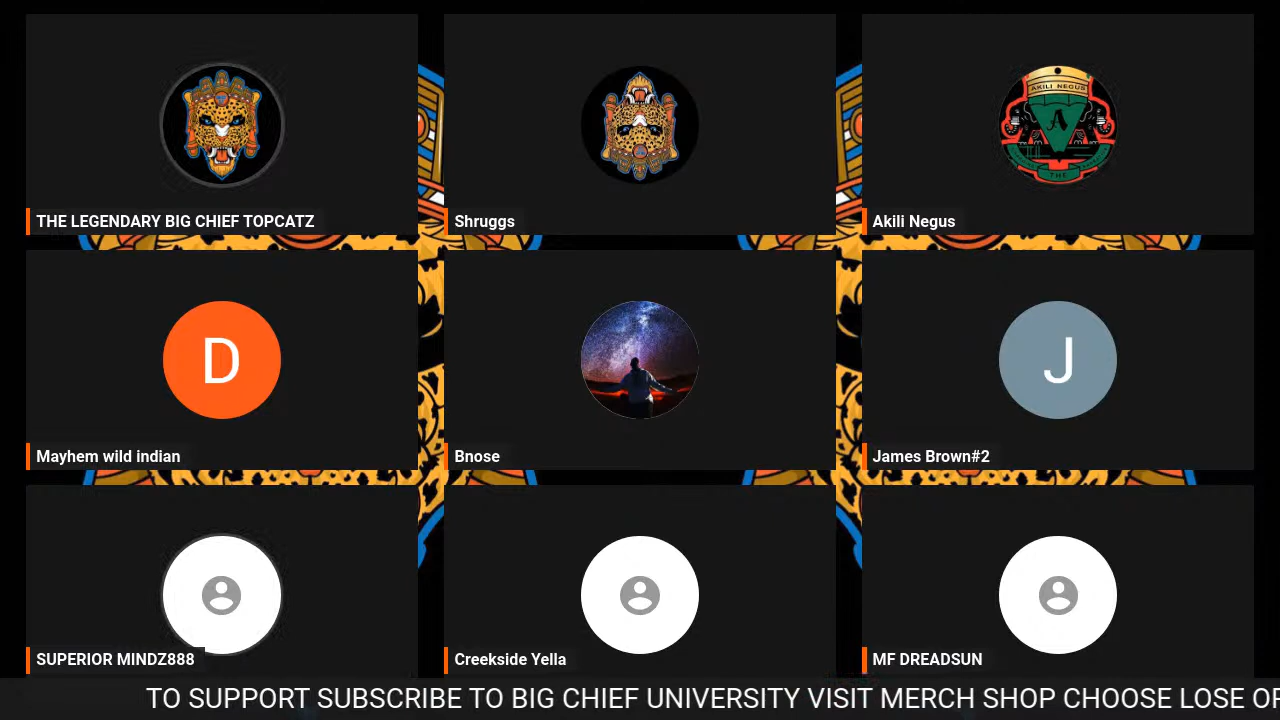 AKILI NEGUS
A
THE
THE LEGENDARY BIG CHIEF TOPCATZ
Shruggs
Akili Negus
D
J
Mayhem wild indian
Bnose
James Brown#2
SUPERIOR MINDZ888
Creekside Yella
MF DREADSUN
TO SUPPORT SUBSCRIBE TO BIG CHIEF UNIVERSITY VISIT MERCH SHOP CHOOSE LOSE